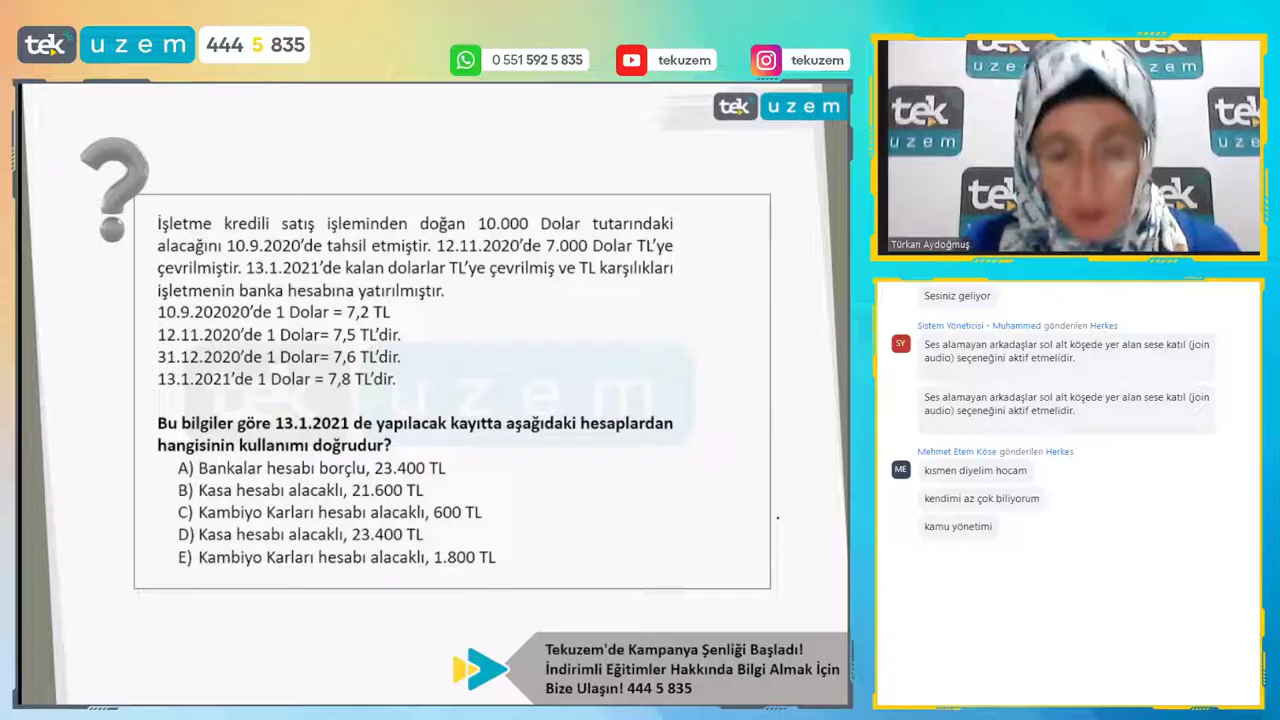 tek uzem 444 5 835
0 551 592 5 835
tekuzem
tekuzem
tek uzem
İşletme kredili satış işleminden doğan 10.000 Dolar tutarındaki
alacağını 10.9.2020’de tahsil etmiştir. 12.11.2020’de 7.000 Dolar TL’ye
çevrilmiştir. 13.1.2021’de kalan dolarlar TL’ye çevrilmiş ve TL karşılıkları
işletmenin banka hesabına yatırılmıştır.
10.9.202020’de 1 Dolar = 7,2 TL
12.11.2020’de 1 Dolar= 7,5 TL’dir.
31.12.2020’de 1 Dolar= 7,6 TL’dir.
13.1.2021’de 1 Dolar = 7,8 TL’dir.
Bu bilgiler göre 13.1.2021 de yapılacak kayıtta aşağıdaki hesaplardan
hangisinin kullanımı doğrudur?
A) Bankalar hesabı borçlu, 23.400 TL
B) Kasa hesabı alacaklı, 21.600 TL
C) Kambiyo Karları hesabı alacaklı, 600 TL
D) Kasa hesabı alacaklı, 23.400 TL
E) Kambiyo Karları hesabı alacaklı, 1.800 TL
Tekuzem'de Kampanya Şenliği Başladı!
İndirimli Eğitimler Hakkında Bilgi Almak İçin
Bize Ulaşın! 444 5 835
uzem
uzem
tek
uzem
tek
uze
tek
tek
Türkan Aydoğmuş
Sesiniz geliyor
Sistem Yöneticisi - Muhammed gönderilen Herkes
SY
Ses alamayan arkadaşlar sol alt köşede yer alan sese katıl (join
audio) seçeneğini aktif etmelidir.
Ses alamayan arkadaşlar sol alt köşede yer alan sese katıl (join
audio) seçeneğini aktif etmelidir.
Mehmet Etem Köse gönderilen Herkes
ME
kısmen diyelim hocam
kendimi az çok biliyorum
kamu yönetimi